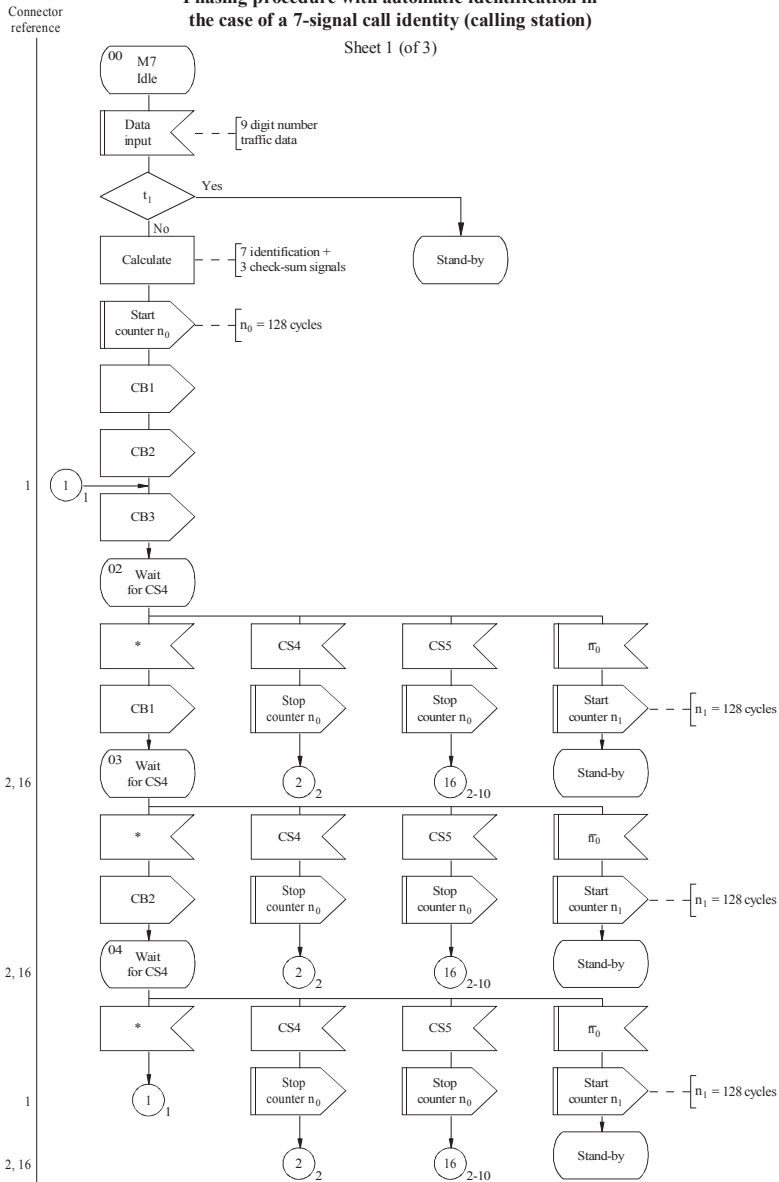 Phasing procedure with automatic identification in
the case of a 7-signal call identity (calling station)
Sheet 1 (of 3)
Connector
reference
00 M7
Idle
Data
input
9 digit number
traffic data
t1
Yes
No
Stand-by
Calculate
7 identification +
3 check-sum signals
Start
counter n0
n0 = 128 cycles
CB1
CB2
1
1
1
CB3
02 Wait
for CS4
*
CS4
CS5
n̅0
CB1
Stop
counter n0
Stop
counter n0
Start
counter n1
n1 = 128 cycles
2, 16
03 Wait
for CS4
2
2
16
2-10
Stand-by
*
CS4
CS5
n̅0
CB2
Stop
counter n0
Stop
counter n0
Start
counter n1
n1 = 128 cycles
2, 16
04 Wait
for CS4
2
2
16
2-10
Stand-by
*
CS4
CS5
n̅0
1
1
1
Stop
counter n0
Stop
counter n0
Start
counter n1
n1 = 128 cycles
2, 16
2
2
16
2-10
Stand-by